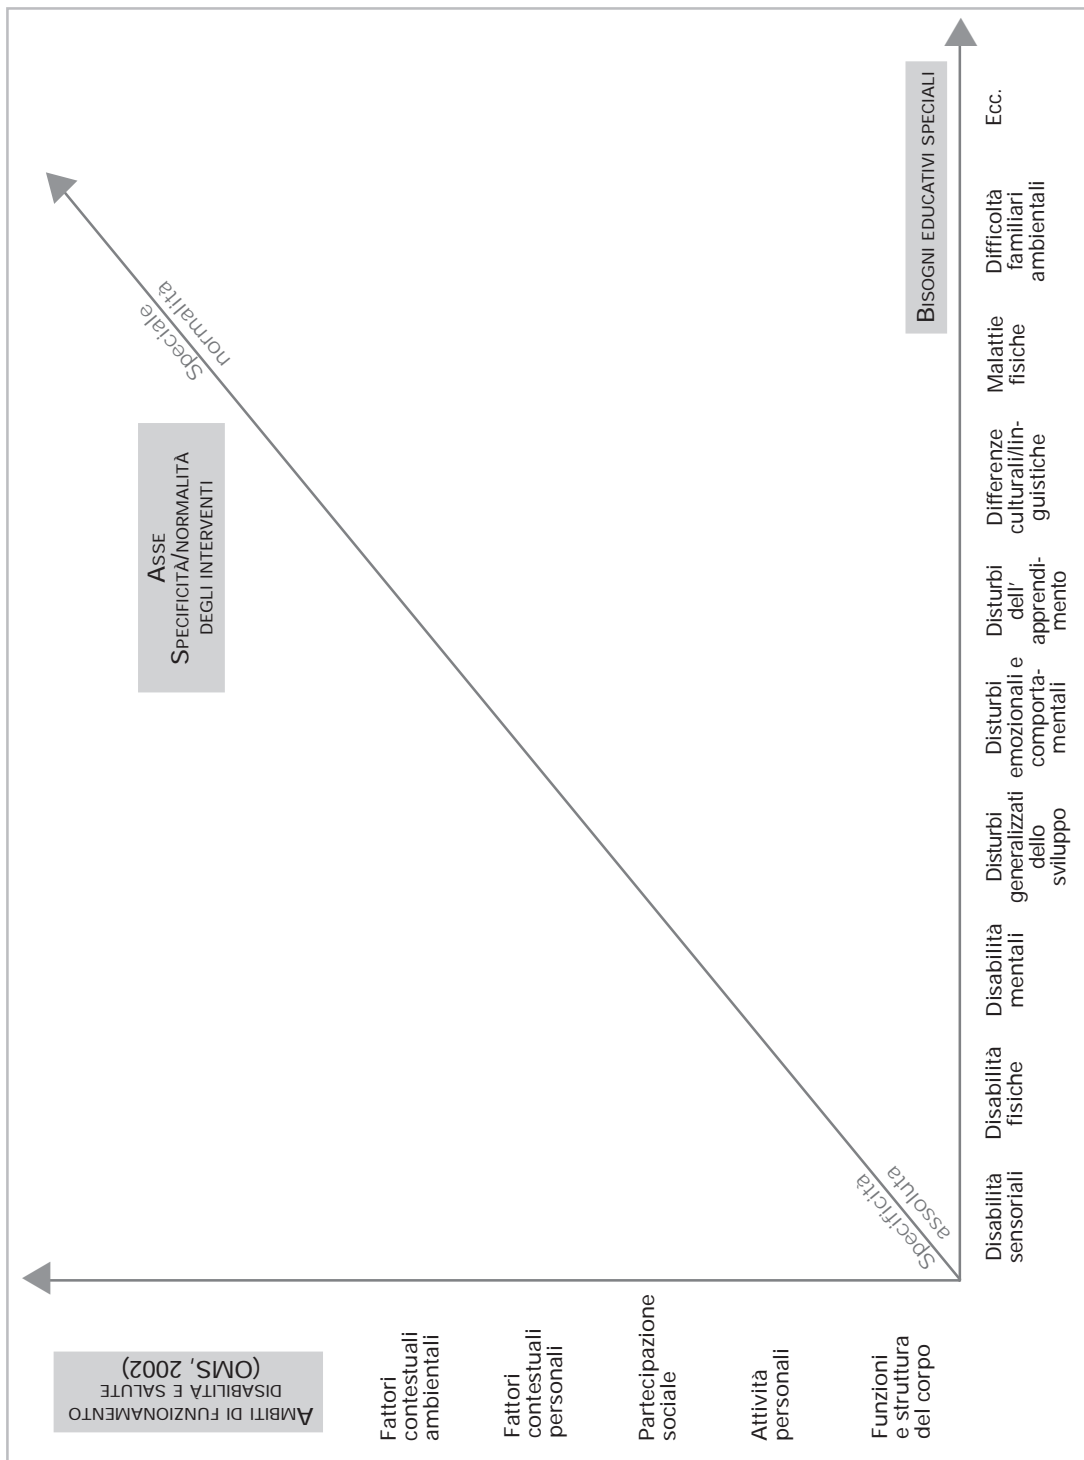 AMBITI DI FUNZIONAMENTO
DISABILITÀ E SALUTE
(OMS, 2002)
Fattori
contestuali
ambientali
Fattori
contestuali
personali
Partecipazione
sociale
Attività
personali
Funzioni
e struttura
del corpo
ASSE
SPECIFICITÀ/NORMALITÀ
DEGLI INTERVENTI
Speciale
normalità
Specificità
assoluta
BISOGNI EDUCATIVI SPECIALI
Disabilità
sensoriali
Disabilità
fisiche
Disabilità
mentali
Disturbi
generalizzati
dello
sviluppo
Disturbi
emozionali e
comporta-
mentali
Disturbi
dell'
apprendi-
mento
Differenze
culturali/lin-
guistiche
Malattie
fisiche
Difficoltà
familiari
ambientali
Ecc.